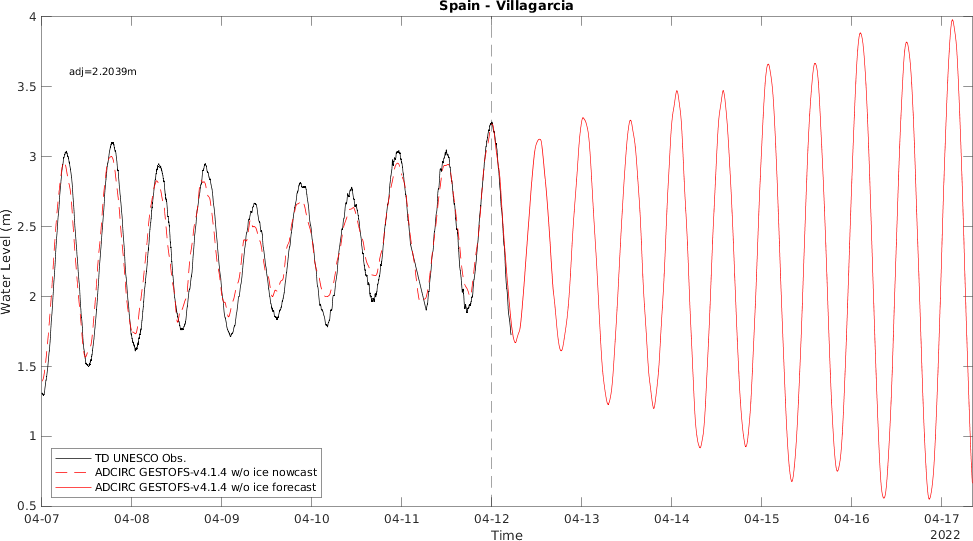 Spain - Villagarcia
adj=2.2039m
Water Level (m)
4
3.5
3
2.5
2
1.5
1
0.5
TD UNESCO Obs.
ADCIRC GESTOFS-v4.1.4 w/o ice nowcast
ADCIRC GESTOFS-v4.1.4 w/o ice forecast
04-07 04-08 04-09 04-10 04-11 04-12 04-13 04-14 04-15 04-16 04-17
2022
Time